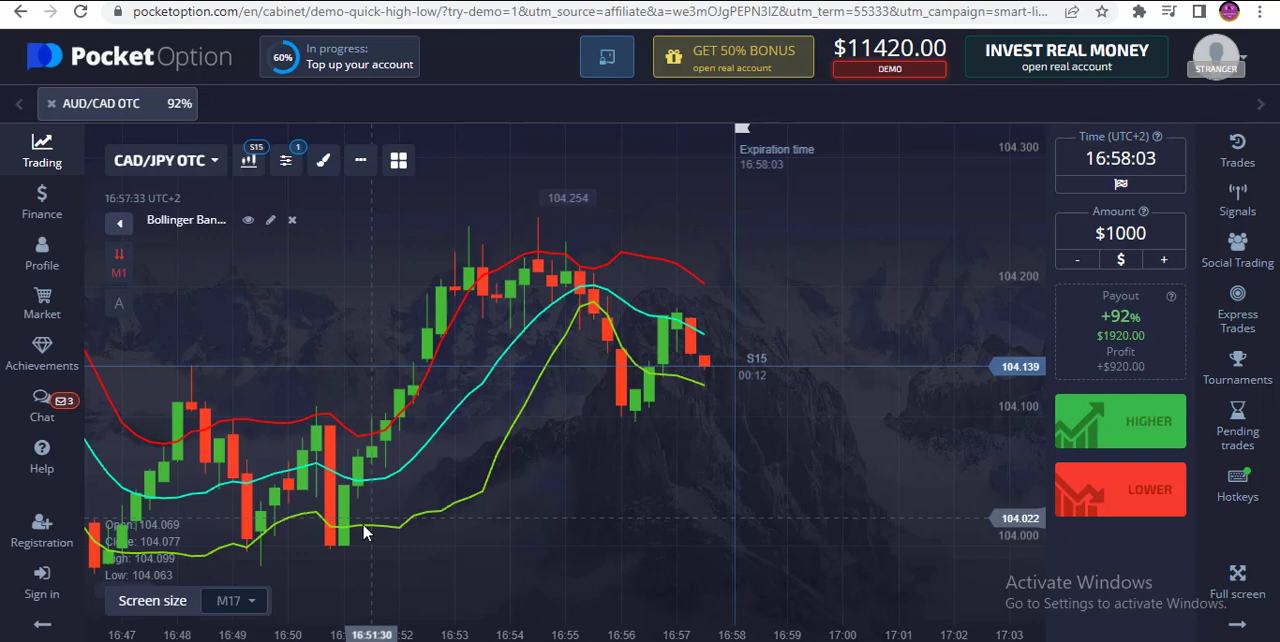 pocketoption.com/en/cabinet/demo-quick-high-low/?try-demo=1&utm_source=affiliate&a=we3mOJgPEPN3IZ&utm_term=55333&utm_campaign=smart-li...
PocketOption
60%
In progress:
Top up your account
GET 50% BONUS
open real account
$11420.00
DEMO
INVEST REAL MONEY
open real account
STRANGER
AUD/CAD OTC 92%
Trading
Finance
Profile
Market
Achievements
Chat
3
Help
Registration
Sign in
CAD/JPY OTC
S15
1
16:57:33 UTC+2
Bollinger Ban...
M1
A
104.254
Expiration time
16:58:03
S15
00:12
104.300
104.200
104.139
104.100
104.022
104.000
Open: 104.069
Close: 104.077
High: 104.099
Low: 104.063
Screen size
M17
16:47 16:48 16:49 16:50 16:51:30 :52 16:53 16:54 16:55 16:56 16:57 16:58 16:59 17:00 17:01 17:02 17:03
Time (UTC+2)
16:58:03
Amount
$1000
- $ +
Payout
+92%
$1920.00
Profit
+$920.00
HIGHER
LOWER
Trades
Signals
Social Trading
Express
Trades
Tournaments
Pending
trades
Hotkeys
Full screen
Activate Windows
Go to Settings to activate Windows.